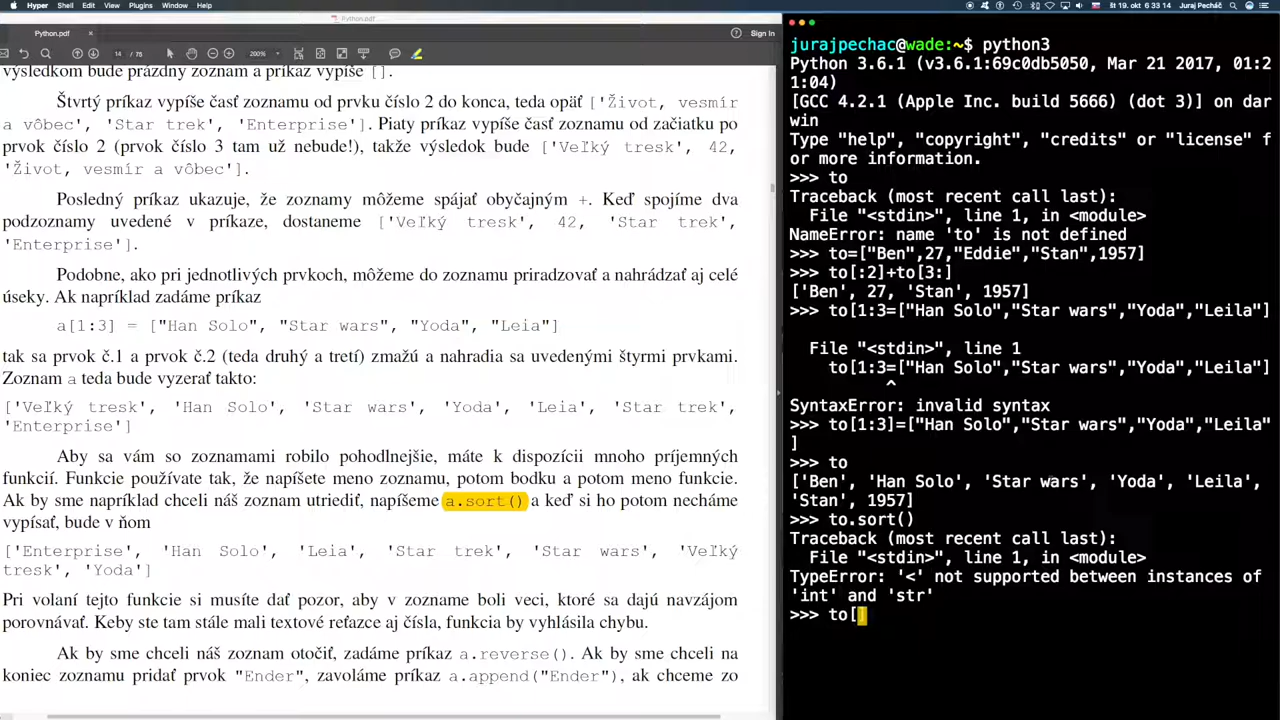 Hyper Shell Edit View Plugins Window Help
št 19. okt 6 33 14 Juraj Pecháč
Python.pdf
Python.pdf ×
Sign In
14 / 75
200%
výsledkom bude prázdny zoznam a príkaz vypíše [].
Štvrtý príkaz vypíše časť zoznamu od prvku číslo 2 do konca, teda opäť ['Život, vesmír
a vôbec', 'Star trek', 'Enterprise']. Piaty príkaz vypíše časť zoznamu od začiatku po
prvok číslo 2 (prvok číslo 3 tam už nebude!), takže výsledok bude ['Veľký tresk', 42,
'Život, vesmír a vôbec'].
Posledný príkaz ukazuje, že zoznamy môžeme spájať obyčajným +. Keď spojíme dva
podzoznamy uvedené v príkaze, dostaneme ['Veľký tresk', 42, 'Star trek',
'Enterprise'].
Podobne, ako pri jednotlivých prvkoch, môžeme do zoznamu priradzovať a nahrádzať aj celé
úseky. Ak napríklad zadáme príkaz
a[1:3] = ["Han Solo", "Star wars", "Yoda", "Leia"]
tak sa prvok č.1 a prvok č.2 (teda druhý a tretí) zmažú a nahradia sa uvedenými štyrmi prvkami.
Zoznam a teda bude vyzerať takto:
['Veľký tresk', 'Han Solo', 'Star wars', 'Yoda', 'Leia', 'Star trek',
'Enterprise']
Aby sa vám so zoznamami robilo pohodlnejšie, máte k dispozícii mnoho príjemných
funkcií. Funkcie používate tak, že napíšete meno zoznamu, potom bodku a potom meno funkcie.
Ak by sme napríklad chceli náš zoznam utriediť, napíšeme a.sort() a keď si ho potom necháme
vypísať, bude v ňom
['Enterprise', 'Han Solo', 'Leia', 'Star trek', 'Star wars', 'Veľký
tresk', 'Yoda']
Pri volaní tejto funkcie si musíte dať pozor, aby v zozname boli veci, ktoré sa dajú navzájom
porovnávať. Keby ste tam stále mali textové reťazce aj čísla, funkcia by vyhlásila chybu.
Ak by sme chceli náš zoznam otočiť, zadáme príkaz a.reverse(). Ak by sme chceli na
koniec zoznamu pridať prvok "Ender", zavoláme príkaz a.append("Ender"), ak chceme zo
jurajpechac@wade:~$ python3
Python 3.6.1 (v3.6.1:69c0db5050, Mar 21 2017, 01:2
1:04)
[GCC 4.2.1 (Apple Inc. build 5666) (dot 3)] on dar
win
Type "help", "copyright", "credits" or "license" f
or more information.
>>> to
Traceback (most recent call last):
File "<stdin>", line 1, in <module>
NameError: name 'to' is not defined
>>> to=["Ben",27,"Eddie","Stan",1957]
>>> to[:2]+to[3:]
['Ben', 27, 'Stan', 1957]
>>> to[1:3=["Han Solo","Star wars","Yoda","Leila"]
File "<stdin>", line 1
to[1:3=["Han Solo","Star wars","Yoda","Leila"]
^
SyntaxError: invalid syntax
>>> to[1:3]=["Han Solo","Star wars","Yoda","Leila"
]
>>> to
['Ben', 'Han Solo', 'Star wars', 'Yoda', 'Leila',
'Stan', 1957]
>>> to.sort()
Traceback (most recent call last):
File "<stdin>", line 1, in <module>
TypeError: '<' not supported between instances of
'int' and 'str'
>>> to[]